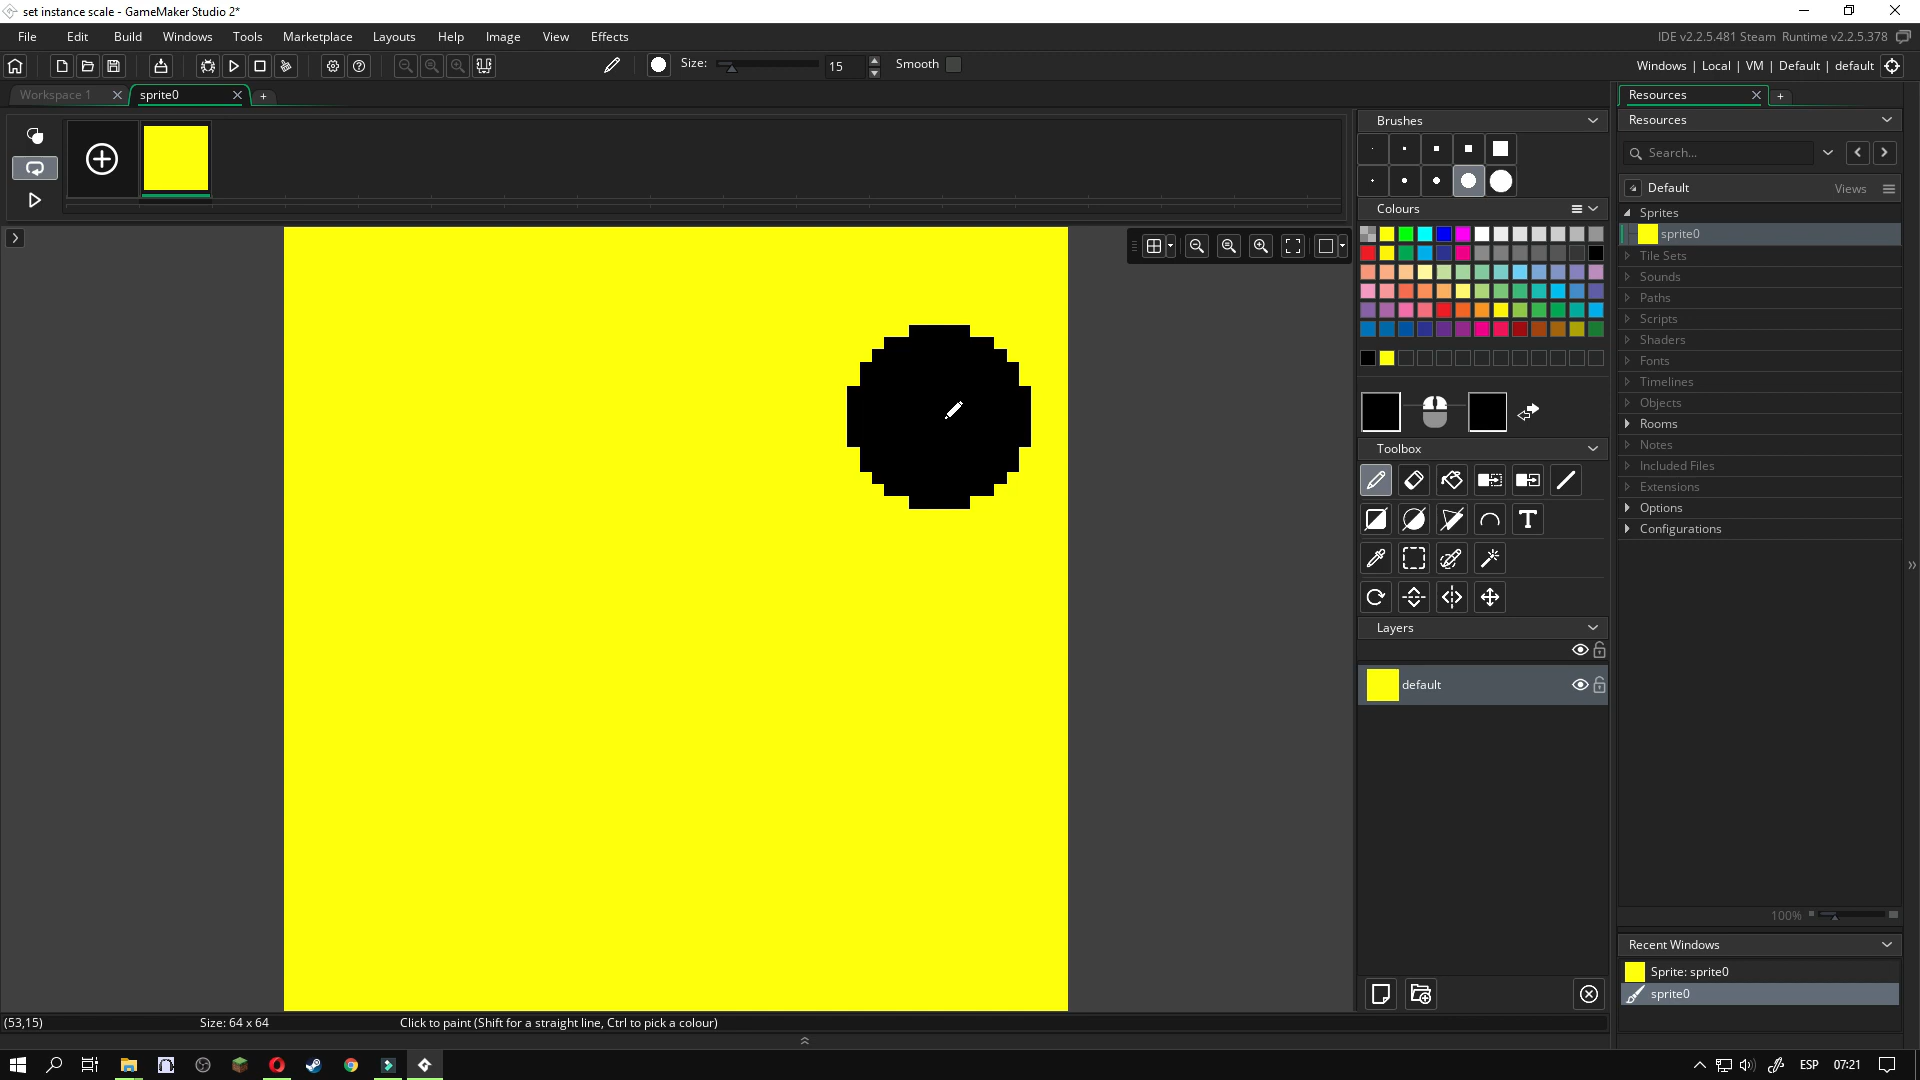 set instance scale - GameMaker Studio 2*
File Edit Build Windows Tools Marketplace Layouts Help Image View Effects
IDE v2.2.5.481 Steam Runtime v2.2.5.378
Size: 15 Smooth
Windows | Local | VM | Default | default
Workspace 1
sprite0
Resources
Brushes
Resources
Search...
Default
Views
Colours
Sprites
sprite0
Tile Sets
Sounds
Paths
Scripts
Shaders
Fonts
Timelines
Objects
Rooms
Notes
Included Files
Extensions
Options
Configurations
Toolbox
T
Layers
default
100%
Recent Windows
Sprite: sprite0
sprite0
(53,15)
Size: 64 x 64
Click to paint (Shift for a straight line, Ctrl to pick a colour)
ESP
07:21